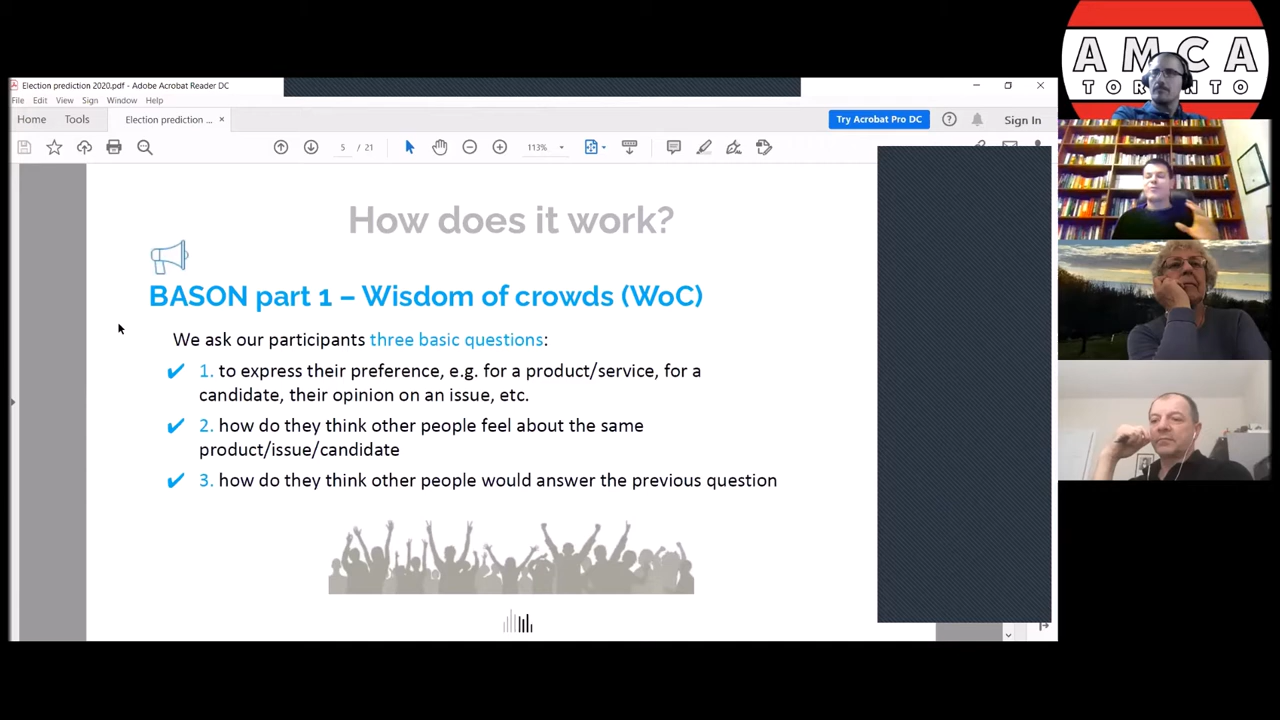 Election prediction 2020.pdf - Adobe Acrobat Reader DC
File Edit View Sign Window Help
Home Tools Election prediction ... × Try Acrobat Pro DC Sign In
5 / 21 113%
How does it work?
BASON part 1 – Wisdom of crowds (WoC)
We ask our participants three basic questions:
✔ 1. to express their preference, e.g. for a product/service, for a
candidate, their opinion on an issue, etc.
✔ 2. how do they think other people feel about the same
product/issue/candidate
✔ 3. how do they think other people would answer the previous question
AMCA
TORONTO